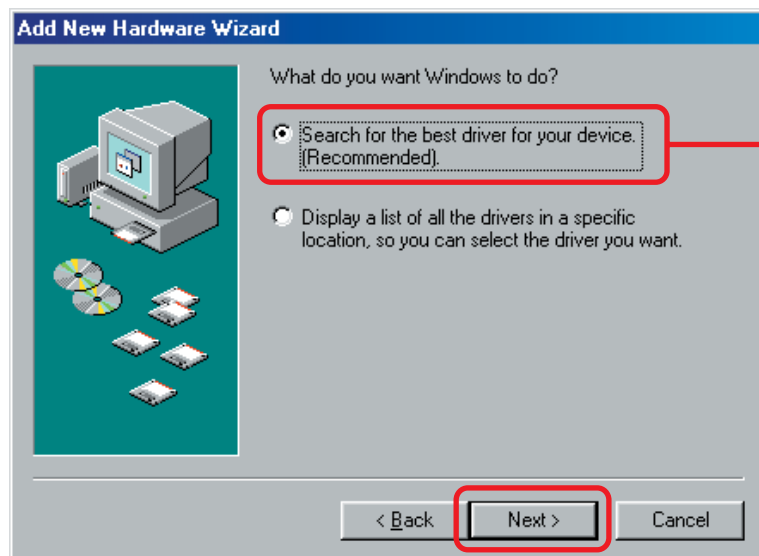 Add New Hardware Wizard
What do you want Windows to do?
Search for the best driver for your device.
(Recommended).
Display a list of all the drivers in a specific
location, so you can select the driver you want.
< Back Next > Cancel